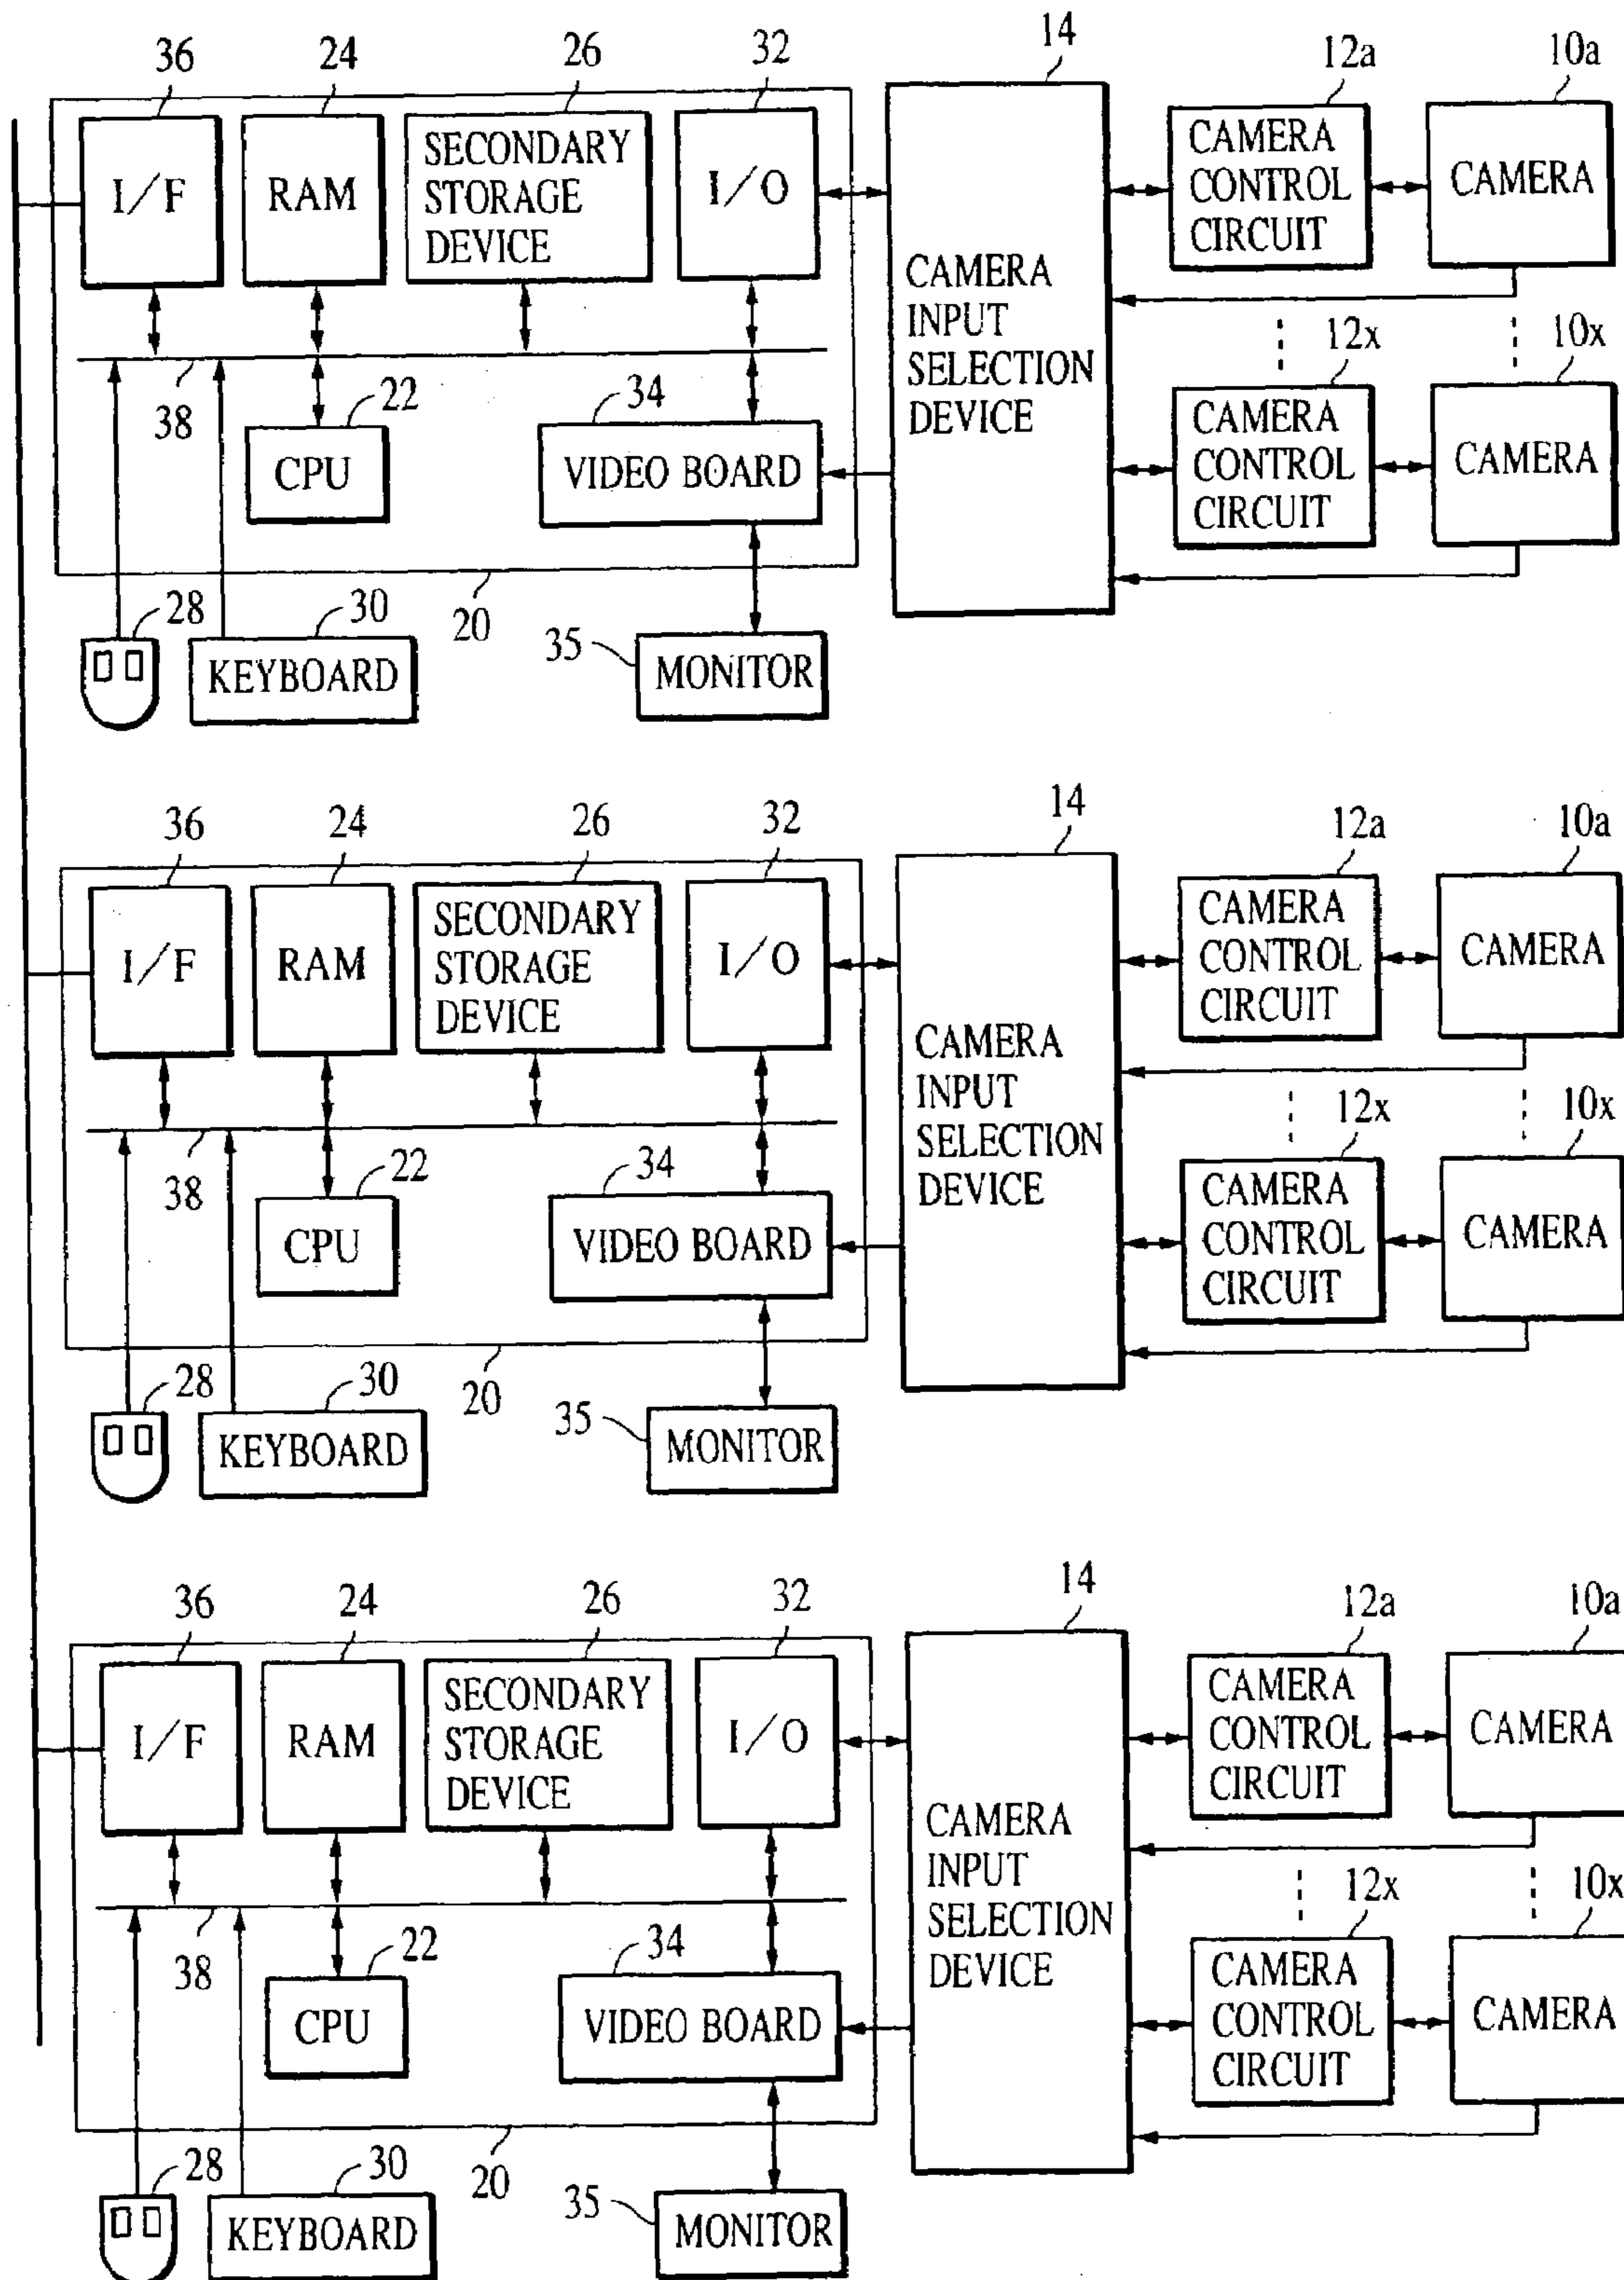 36
24
26
32
14
12a
10a
I/F
RAM
SECONDARY
STORAGE
DEVICE
I/O
CAMERA
INPUT
SELECTION
DEVICE
CAMERA
CONTROL
CIRCUIT
CAMERA
12x
10x
38
22
34
CPU
VIDEO BOARD
CAMERA
CONTROL
CIRCUIT
CAMERA
28
30
20
35
KEYBOARD
MONITOR
36
24
26
32
14
12a
10a
I/F
RAM
SECONDARY
STORAGE
DEVICE
I/O
CAMERA
INPUT
SELECTION
DEVICE
CAMERA
CONTROL
CIRCUIT
CAMERA
12x
10x
38
22
34
CPU
VIDEO BOARD
CAMERA
CONTROL
CIRCUIT
CAMERA
28
30
20
35
KEYBOARD
MONITOR
36
24
26
32
14
12a
10a
I/F
RAM
SECONDARY
STORAGE
DEVICE
I/O
CAMERA
INPUT
SELECTION
DEVICE
CAMERA
CONTROL
CIRCUIT
CAMERA
12x
10x
38
22
34
CPU
VIDEO BOARD
CAMERA
CONTROL
CIRCUIT
CAMERA
28
30
20
35
KEYBOARD
MONITOR